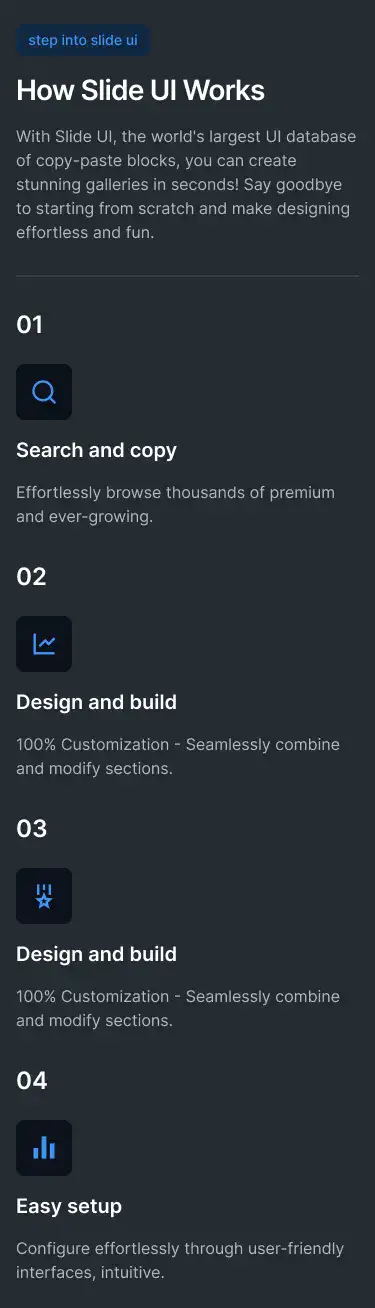 step into slide ui
How Slide UI Works
With Slide UI, the world's largest UI database
of copy-paste blocks, you can create
stunning galleries in seconds! Say goodbye
to starting from scratch and make designing
effortless and fun.
01
Search and copy
Effortlessly browse thousands of premium
and ever-growing.
02
Design and build
100% Customization - Seamlessly combine
and modify sections.
03
Design and build
100% Customization - Seamlessly combine
and modify sections.
04
Easy setup
Configure effortlessly through user-friendly
interfaces, intuitive.